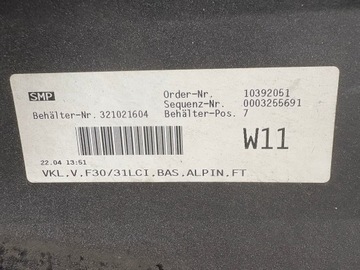 SMP
Order-Nr. 10392051
Sequenz-Nr. 0003255691
Behälter-Nr. 321021604 Behälter-Pos. 7
W11
22.04 13:51
VKL,V,F30/31LCI,BAS,ALPIN,FT